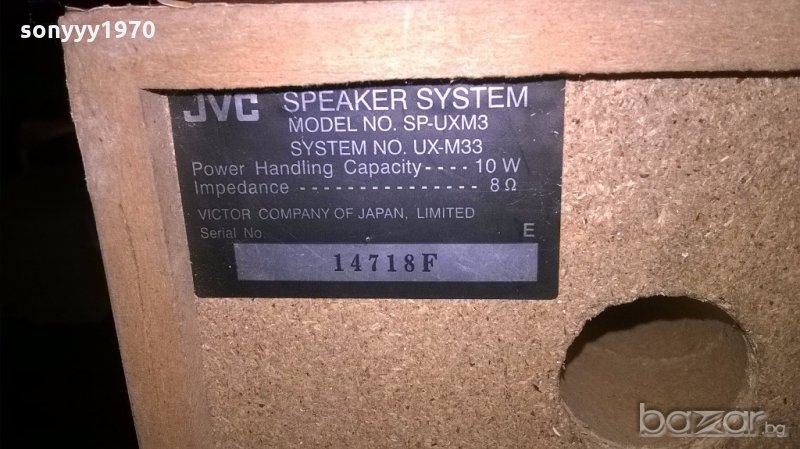 sonyyy1970
JVC SPEAKER SYSTEM
MODEL NO. SP-UXM3
SYSTEM NO. UX-M33
Power Handling Capacity---- 10 W
Impedance ---------------- 8 Ω
VICTOR COMPANY OF JAPAN, LIMITED
Serial No. E
14718F
bazar.bg